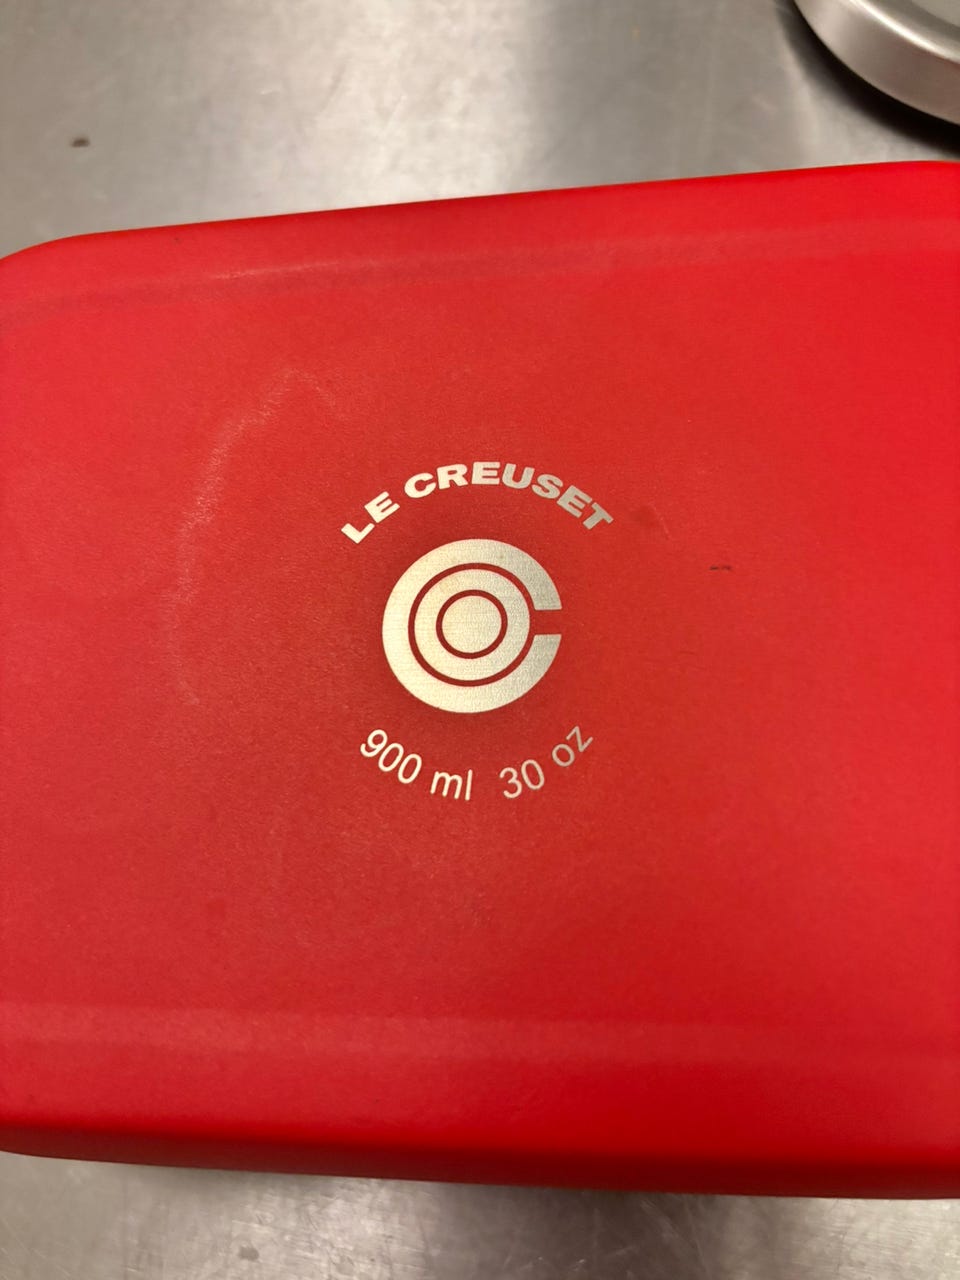 LE CREUSET
900 ml 30 oz